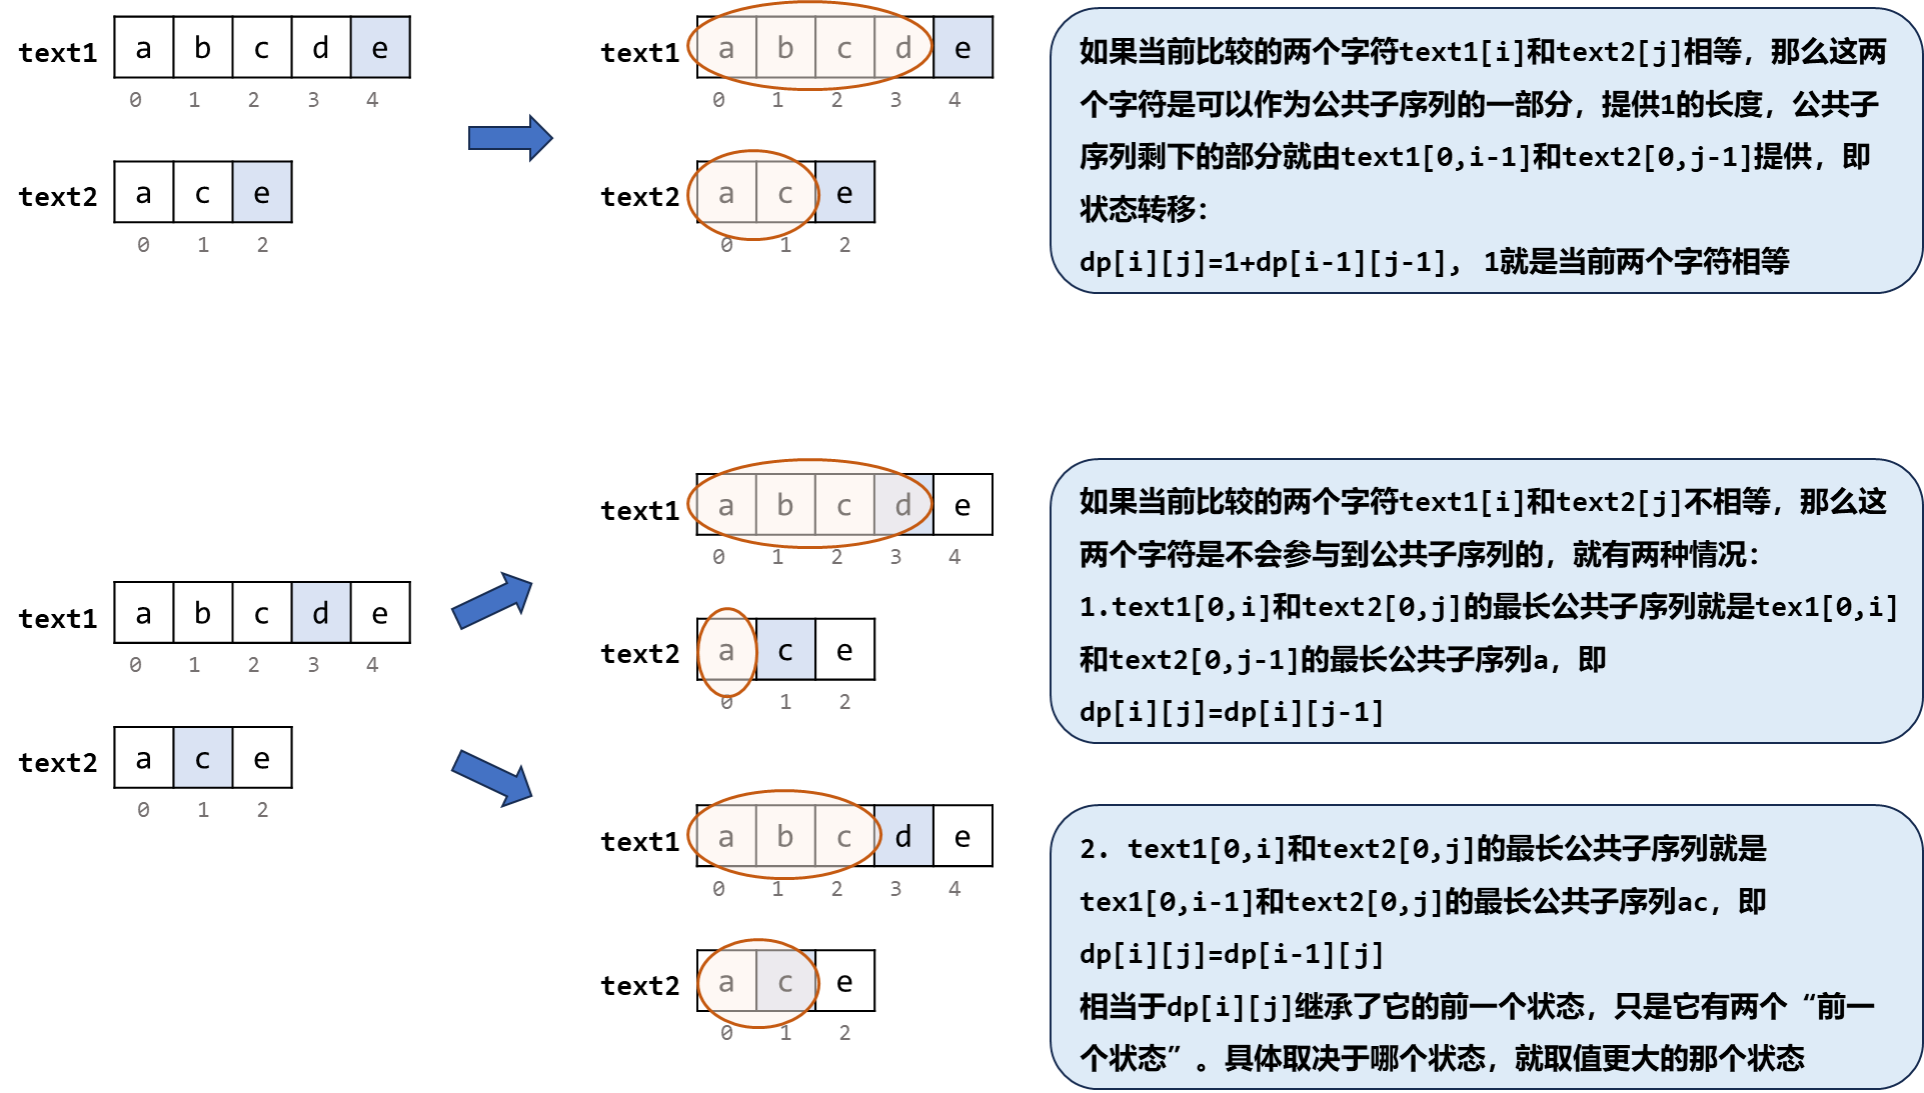 text1 a b c d e
0 1 2 3 4
text2 a c e
0 1 2
text1 a b c d e
0 1 2 3 4
text2 a c e
0 1 2
如果当前比较的两个字符text1[i]和text2[j]相等，那么这两
个字符是可以作为公共子序列的一部分，提供1的长度，公共子
序列剩下的部分就由text1[0,i-1]和text2[0,j-1]提供，即
状态转移：
dp[i][j]=1+dp[i-1][j-1], 1就是当前两个字符相等
text1 a b c d e
0 1 2 3 4
text2 a c e
0 1 2
text1 a b c d e
0 1 2 3 4
text2 a c e
0 1 2
如果当前比较的两个字符text1[i]和text2[j]不相等，那么这
两个字符是不会参与到公共子序列的，就有两种情况：
1.text1[0,i]和text2[0,j]的最长公共子序列就是tex1[0,i]
和text2[0,j-1]的最长公共子序列a，即
dp[i][j]=dp[i][j-1]
text1 a b c d e
0 1 2 3 4
text2 a c e
0 1 2
2. text1[0,i]和text2[0,j]的最长公共子序列就是
tex1[0,i-1]和text2[0,j]的最长公共子序列ac，即
dp[i][j]=dp[i-1][j]
相当于dp[i][j]继承了它的前一个状态，只是它有两个“前一
个状态”。具体取决于哪个状态，就取值更大的那个状态